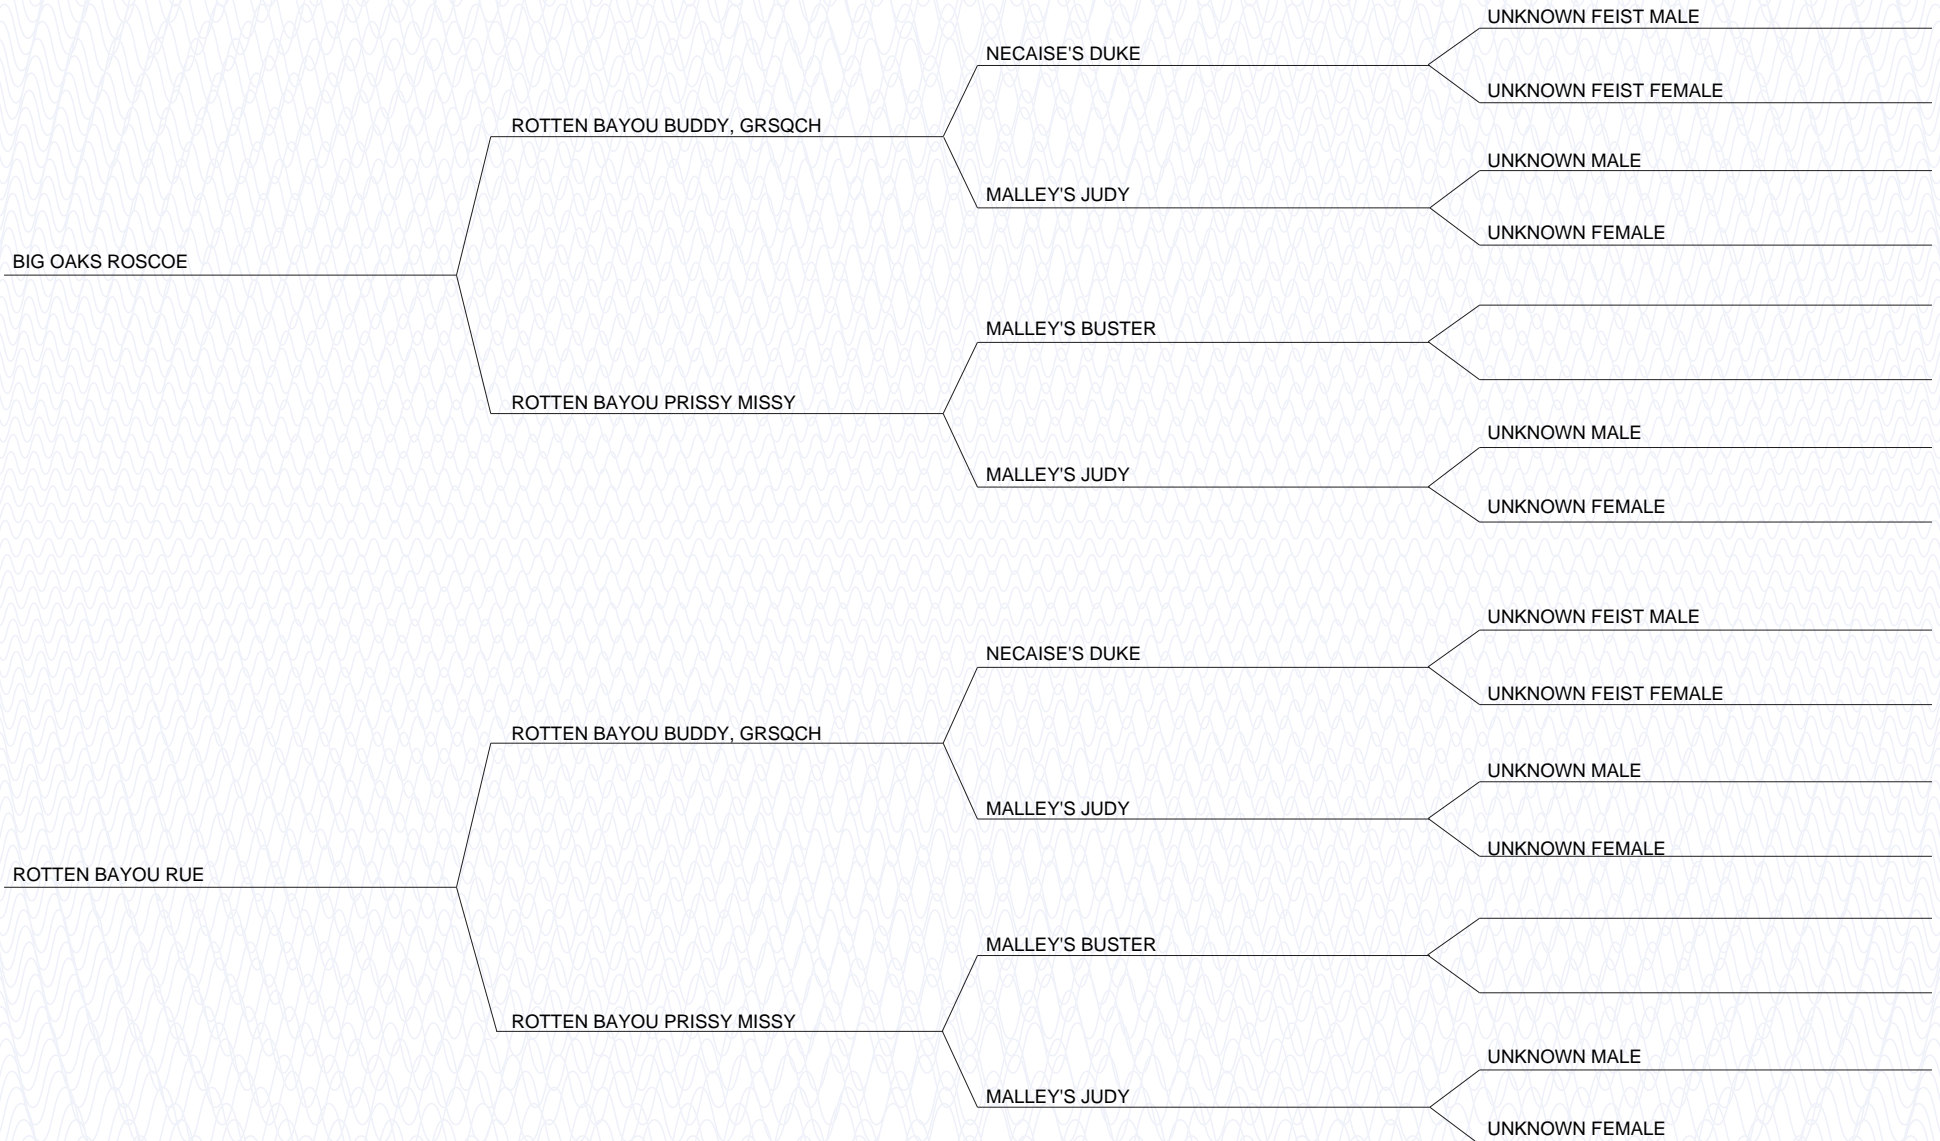 UNKNOWN FEIST MALE
NECAISE'S DUKE
UNKNOWN FEIST FEMALE
ROTTEN BAYOU BUDDY, GRSQCH
UNKNOWN MALE
MALLEY'S JUDY
UNKNOWN FEMALE
BIG OAKS ROSCOE
MALLEY'S BUSTER
ROTTEN BAYOU PRISSY MISSY
UNKNOWN MALE
MALLEY'S JUDY
UNKNOWN FEMALE
UNKNOWN FEIST MALE
NECAISE'S DUKE
UNKNOWN FEIST FEMALE
ROTTEN BAYOU BUDDY, GRSQCH
UNKNOWN MALE
MALLEY'S JUDY
UNKNOWN FEMALE
ROTTEN BAYOU RUE
MALLEY'S BUSTER
ROTTEN BAYOU PRISSY MISSY
UNKNOWN MALE
MALLEY'S JUDY
UNKNOWN FEMALE